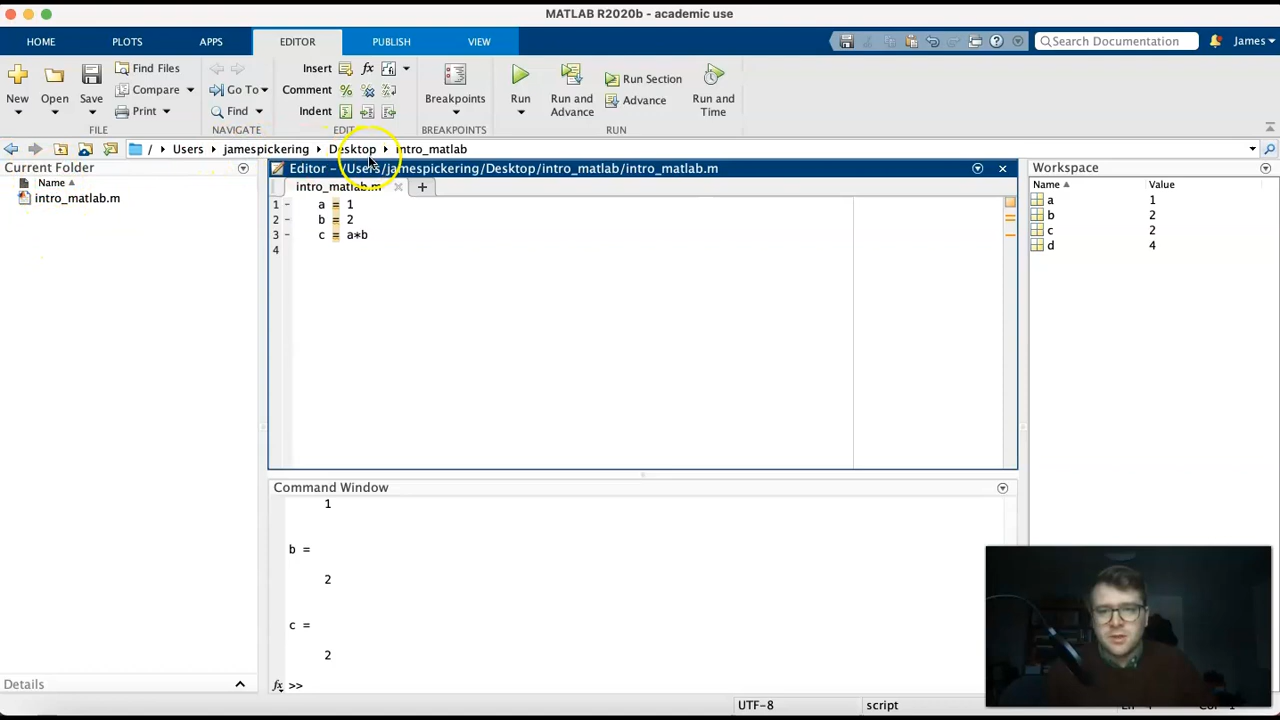 MATLAB R2020b - academic use
HOME PLOTS APPS EDITOR PUBLISH VIEW Search Documentation James
Find Files Insert fx Run Section
New Open Save Compare Go To Comment % Breakpoints Run Run and Advance Advance Run and Time
Print Find Indent
FILE NAVIGATE EDIT BREAKPOINTS RUN
/ Users jamespickering Desktop intro_matlab
Current Folder
Name
intro_matlab.m
Editor – /Users/jamespickering/Desktop/intro_matlab/intro_matlab.m
intro_matlab.m
1 – a = 1
2 – b = 2
3 – c = a*b
4
Workspace
Name Value
a 1
b 2
c 2
d 4
Command Window
1
b =
2
c =
2
fx >>
Details
UTF-8 script